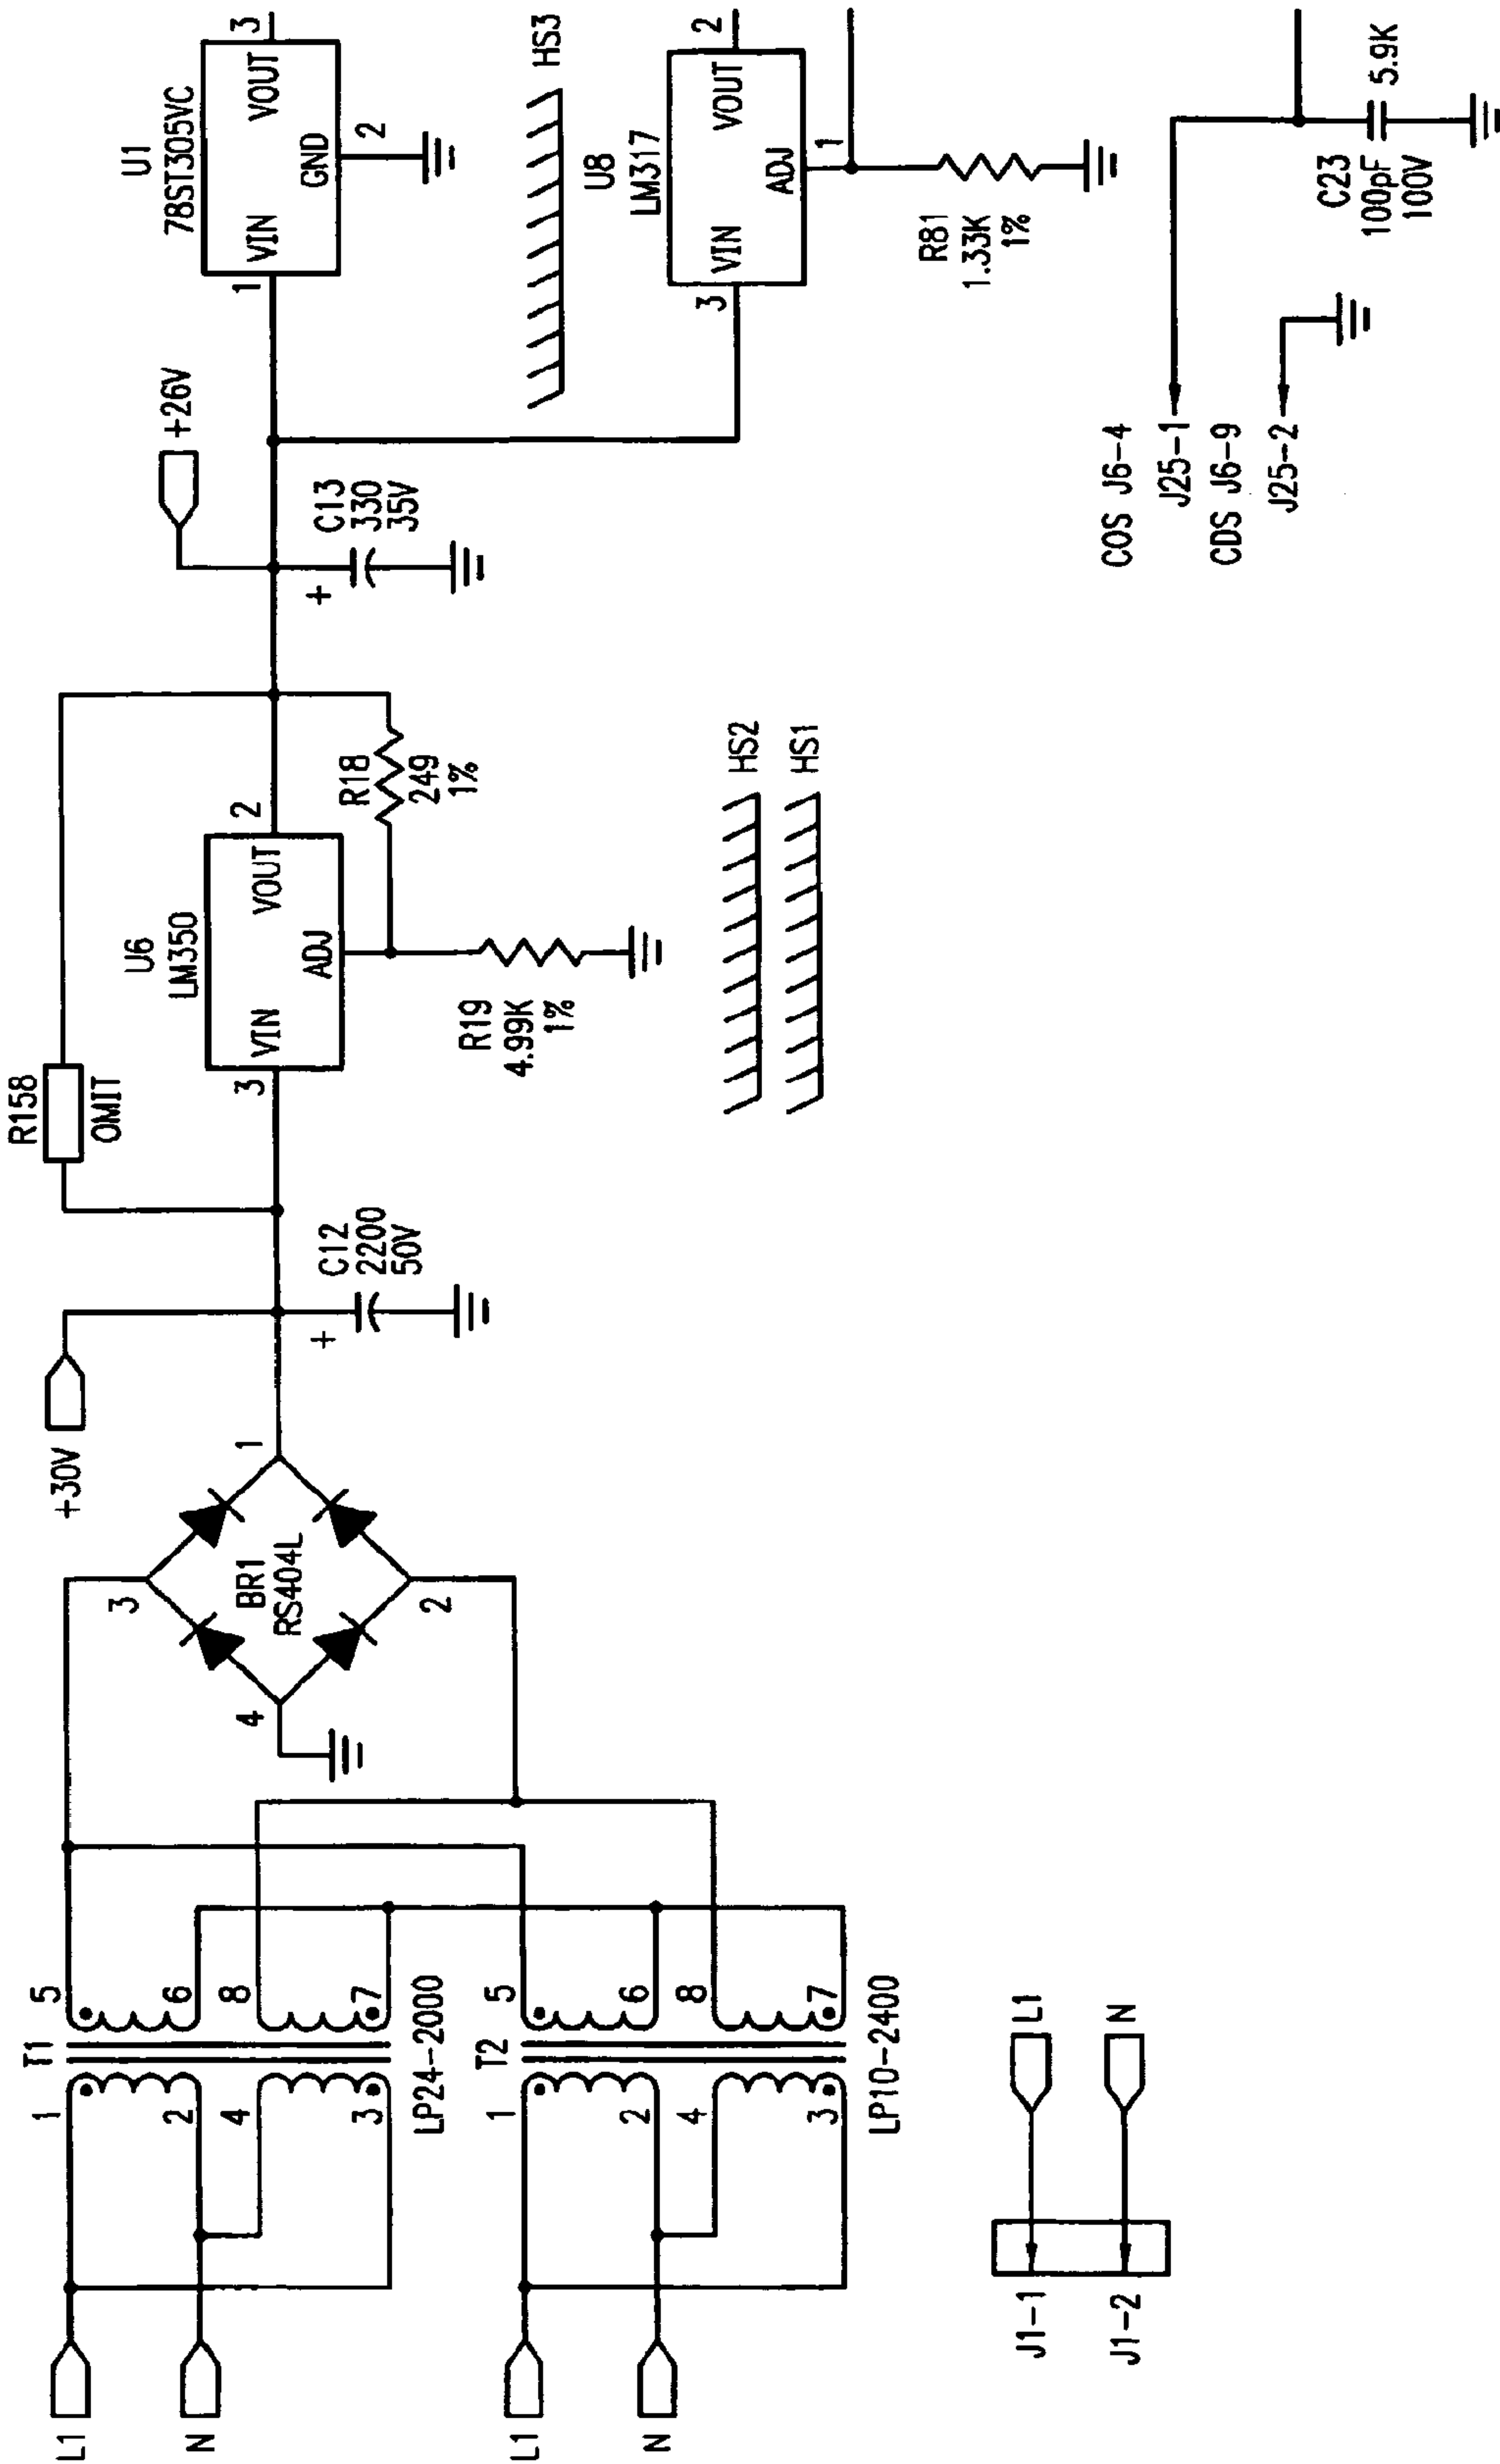 L1
N
L1
N
1
2
4
3
T1
5
6
8
7
LP24-2000
1
2
4
3
T2
5
6
8
7
LP10-2400
J1-1
J1-2
L1
N
3
4
BR1
RS404L
2
1
+30V
+
C12
2200
50V
R158
OMIT
3
U6
LM350
VIN
VOUT
ADJ
2
R18
249
1%
R19
4.99K
1%
HS2
HS1
+26V
+
C13
330
35V
1
U1
78ST305VC
VIN
VOUT
GND
3
2
HS3
3
U8
LM317
VIN
VOUT
ADJ
2
1
R81
1.33K
1%
COS J6-4
J25-1
CDS J6-9
J25-2
C23
100pF
100V
5.9K